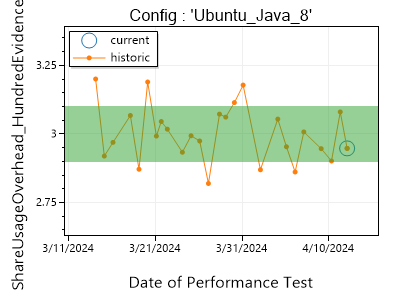 Config : 'Ubuntu_Java_8'
current
historic
ShareUsageOverhead_HundredEvidence
3.25
3
2.75
3/11/2024
3/21/2024
3/31/2024
4/10/2024
Date of Performance Test